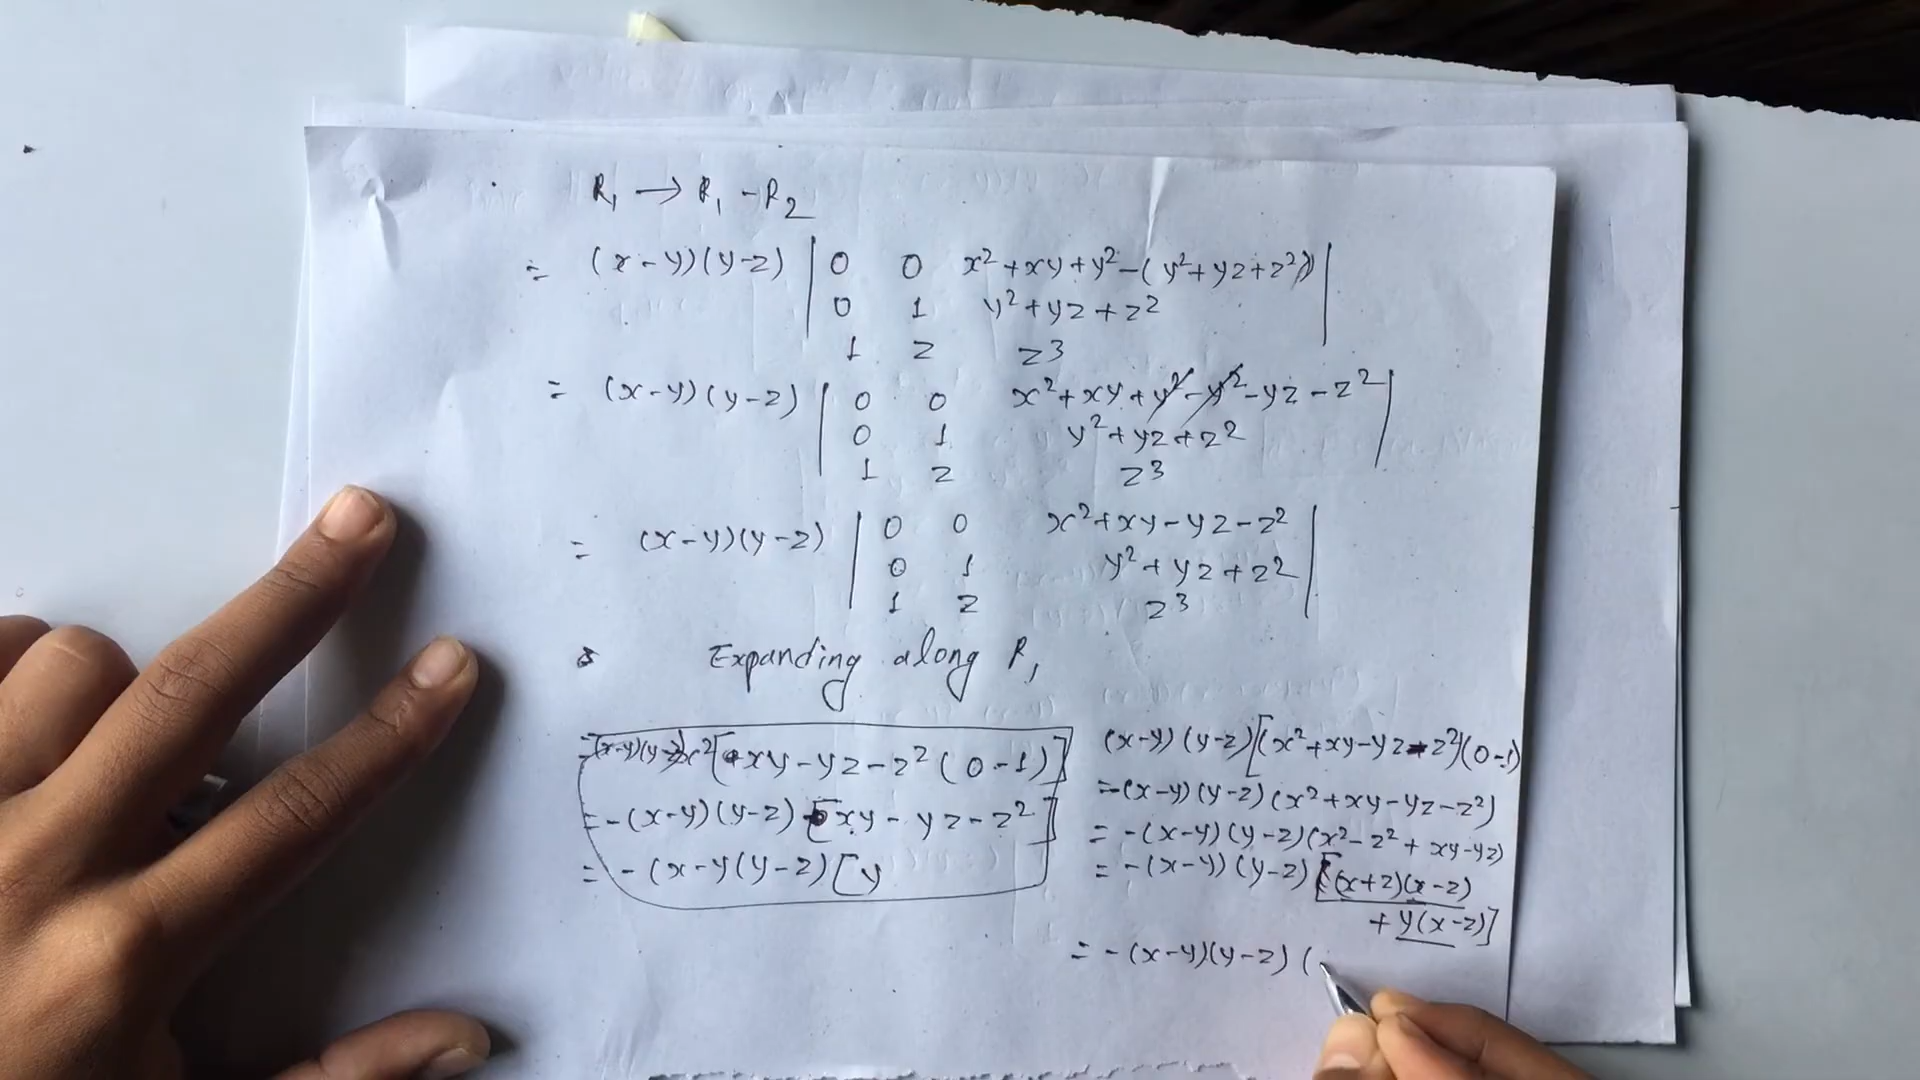 R₁ → R₁ - R₂
= (x-y)(y-z) | 0 0 x²+xy+y²-(y²+yz+z²) |
0 1 y²+yz+z²
1 z z³
= (x-y)(y-z) | 0 0 x²+xy+y²-y²-yz-z² |
0 1 y²+yz+z²
1 z z³
= (x-y)(y-z) | 0 0 x²+xy-yz-z² |
0 1 y²+yz+z²
1 z z³
Expanding along R₁
=(x-y)(y-z)x²[xy-yz-z²(0-1)]
=-(x-y)(y-z)[xy-yz-z²]
= -(x-y(y-z)[y
(x-y)(y-z)[(x²+xy-yz-z²)(0-1)
=-(x-y)(y-z)(x²+xy-yz-z²)
= -(x-y)(y-z)(x²-z²+xy-yz)
= -(x-y)(y-z)[(x+z)(x-z)
+y(x-z)]
= -(x-y)(y-z)(